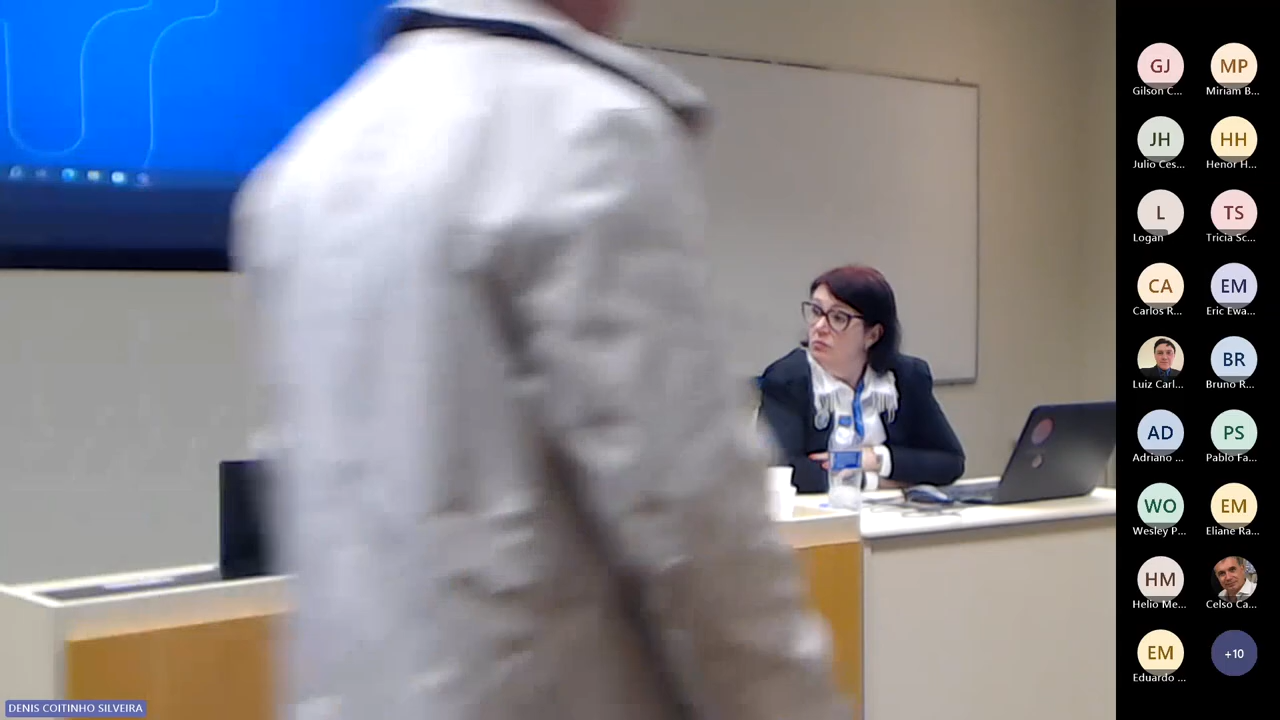 GJ
Gilson C...
MP
Miriam B...
JH
Julio Ces...
HH
Henor H...
L
Logan
TS
Tricia Sc...
CA
Carlos R...
EM
Eric Ewa...
Luiz Carl...
BR
Bruno R...
AD
Adriano ...
PS
Pablo Fa...
WO
Wesley P...
EM
Eliane Ra...
HM
Helio Me...
Celso Ca...
EM
Eduardo ...
+10
DENIS COITINHO SILVEIRA